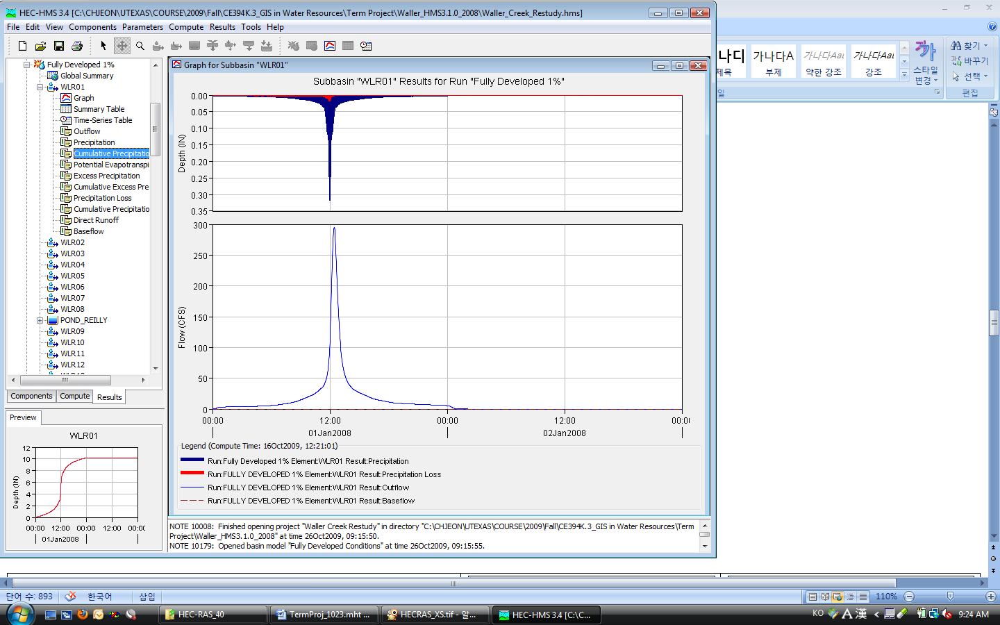 HEC-HMS 3.4 [C:\CHJEON\UTEXAS\COURSE\2009\Fall\CE394K.3_GIS in Water Resources\Term Project\Waller_HMS3.1.0_2008\Waller_Creek_Restudy.hms]
File Edit View Components Parameters Compute Results Tools Help
나디 가나다A 가나다Aa 가나다Aa
제목 부제 약한 강조 강조
가가 스타일 변경
찾기
바꾸기
선택
일 편집
Fully Developed 1%
Global Summary
WLR01
Graph
Summary Table
Time-Series Table
Outflow
Precipitation
Cumulative Precipitatio
Potential Evapotranspi
Excess Precipitation
Cumulative Excess Pre
Precipitation Loss
Cumulative Precipitatio
Direct Runoff
Baseflow
WLR02
WLR03
WLR04
WLR05
WLR06
WLR07
WLR08
POND_REILLY
WLR09
WLR10
WLR11
WLR12
Components Compute Results
Preview
WLR01
12
10
8
6
4
2
0
Depth (IN)
00:00 12:00 00:00 12:00 00:0
01Jan2008
Graph for Subbasin "WLR01"
Subbasin "WLR01" Results for Run "Fully Developed 1%"
0.00
0.05
0.10
0.15
0.20
0.25
0.30
0.35
Depth (IN)
300
250
200
150
100
50
0
Flow (CFS)
00:00 12:00 00:00 12:00 00:0
01Jan2008 02Jan2008
Legend (Compute Time: 16Oct2009, 12:21:01)
Run:Fully Developed 1% Element:WLR01 Result:Precipitation
Run:FULLY DEVELOPED 1% Element:WLR01 Result:Precipitation Loss
Run:FULLY DEVELOPED 1% Element:WLR01 Result:Outflow
Run:FULLY DEVELOPED 1% Element:WLR01 Result:Baseflow
NOTE 10008: Finished opening project "Waller Creek Restudy" in directory "C:\CHJEON\UTEXAS\COURSE\2009\Fall\CE394K.3_GIS in Water Resources\Term
Project\Waller_HMS3.1.0_2008" at time 26Oct2009, 09:15:50.
NOTE 10179: Opened basin model "Fully Developed Conditions" at time 26Oct2009, 09:15:55.
단어 수: 893 한국어 삽입 110%
HEC-RAS_40 TermProj_1023.mht ... HECRAS_XS.tif - 알... HEC-HMS 3.4 [C:\C... KO A 漢 < 9:24 AM